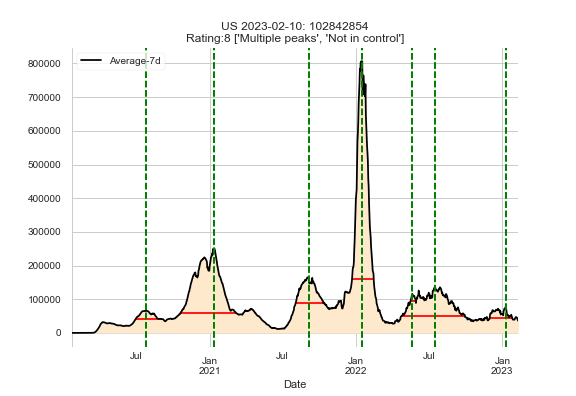 US 2023-02-10: 102842854
Rating:8 ['Multiple peaks', 'Not in control']
Average-7d
800000
700000
600000
500000
400000
300000
200000
100000
0
Jul
Jan
2021
Jul
Jan
2022
Jul
Jan
2023
Date